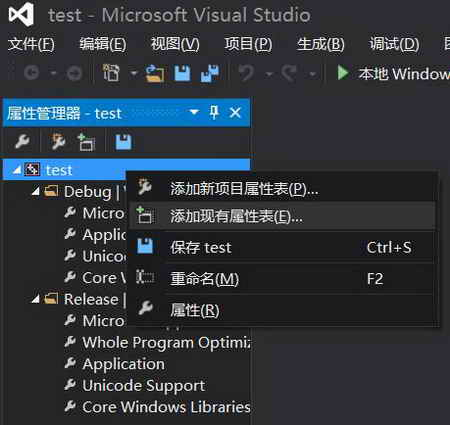 test - Microsoft Visual Studio
文件(F) 编辑(E) 视图(V) 项目(P) 生成(B) 调试(D)
本地 Window
属性管理器 - test
test
添加新项目属性表(P)...
Debug |
Micro
添加现有属性表(E)...
Applic
Unicod
保存 test Ctrl+S
Core W
重命名(M) F2
Release |
属性(R)
Micro
Whole Program Optimiz
Application
Unicode Support
Core Windows Libraries